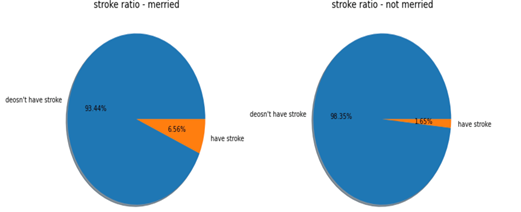 stroke ratio - merried
deosn't have stroke
93.44%
6.56%
have stroke
stroke ratio - not merried
deosn't have stroke
98.35%
1.65%
have stroke